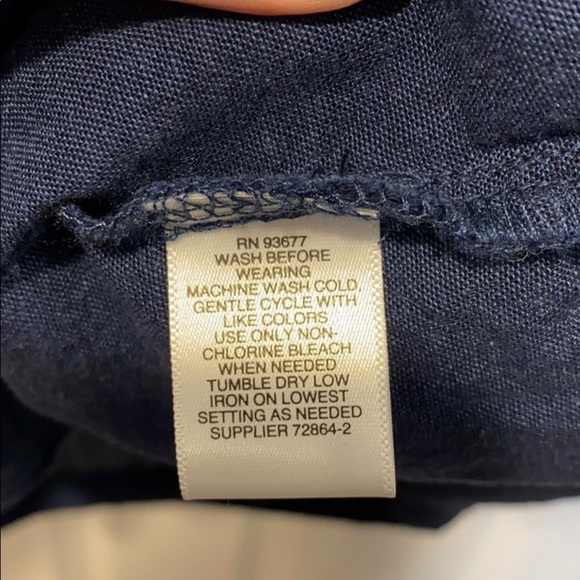 RN 93677
WASH BEFORE
WEARING
MACHINE WASH COLD,
GENTLE CYCLE WITH
LIKE COLORS
USE ONLY NON-
CHLORINE BLEACH
WHEN NEEDED
TUMBLE DRY LOW
IRON ON LOWEST
SETTING AS NEEDED
SUPPLIER 72864-2